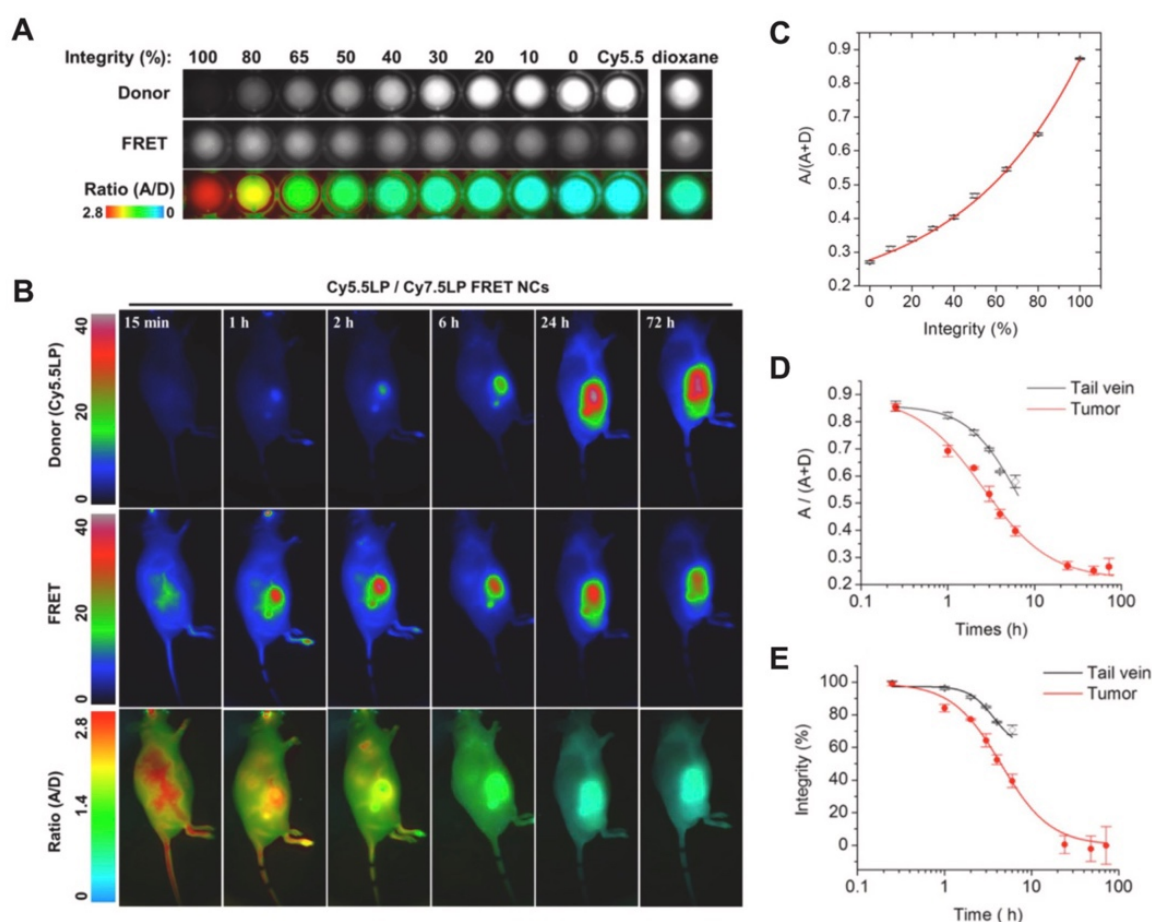 A
Integrity (%): 100 80 65 50 40 30 20 10 0 Cy5.5 dioxane
Donor
FRET
Ratio (A/D)
2.8 0
B
Cy5.5LP / Cy7.5LP FRET NCs
15 min 1 h 2 h 6 h 24 h 72 h
Donor (Cy5.5LP)
40
20
0
FRET
40
20
0
Ratio (A/D)
2.8
1.4
0
C
A/(A+D)
0.9
0.8
0.7
0.6
0.5
0.4
0.3
0.2
0 20 40 60 80 100
Integrity (%)
D
A / (A+D)
0.9
0.8
0.7
0.6
0.5
0.4
0.3
0.2
Tail vein
Tumor
0.1 1 10 100
Times (h)
E
Integrity (%)
100
80
60
40
20
0
Tail vein
Tumor
0.1 1 10 100
Time ( h)